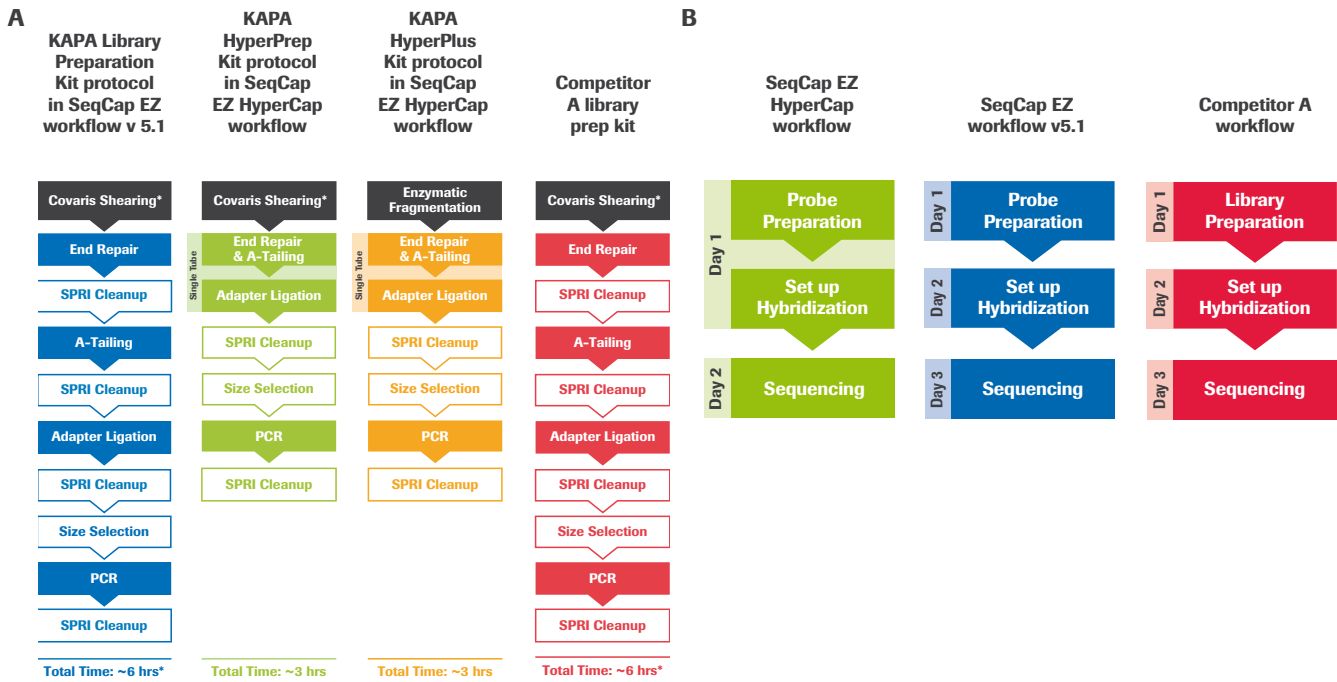 A
KAPA Library
Preparation
Kit protocol
in SeqCap EZ
workflow v 5.1
Covaris Shearing*
End Repair
SPRI Cleanup
A-Tailing
SPRI Cleanup
Adapter Ligation
SPRI Cleanup
Size Selection
PCR
SPRI Cleanup
Total Time: ~6 hrs*
KAPA
HyperPrep
Kit protocol
in SeqCap
EZ HyperCap
workflow
Covaris Shearing*
Single Tube
End Repair
& A-Tailing
Adapter Ligation
SPRI Cleanup
Size Selection
PCR
SPRI Cleanup
Total Time: ~3 hrs
KAPA
HyperPlus
Kit protocol
in SeqCap
EZ HyperCap
workflow
Enzymatic
Fragmentation
Single Tube
End Repair
& A-Tailing
Adapter Ligation
SPRI Cleanup
Size Selection
PCR
SPRI Cleanup
Total Time: ~3 hrs
Competitor
A library
prep kit
Covaris Shearing*
End Repair
SPRI Cleanup
A-Tailing
SPRI Cleanup
Adapter Ligation
SPRI Cleanup
Size Selection
PCR
SPRI Cleanup
Total Time: ~6 hrs*
B
SeqCap EZ
HyperCap
workflow
Day 1
Probe
Preparation
Set up
Hybridization
Day 2
Sequencing
SeqCap EZ
workflow v5.1
Day 1
Probe
Preparation
Day 2
Set up
Hybridization
Day 3
Sequencing
Competitor A
workflow
Day 1
Library
Preparation
Day 2
Set up
Hybridization
Day 3
Sequencing